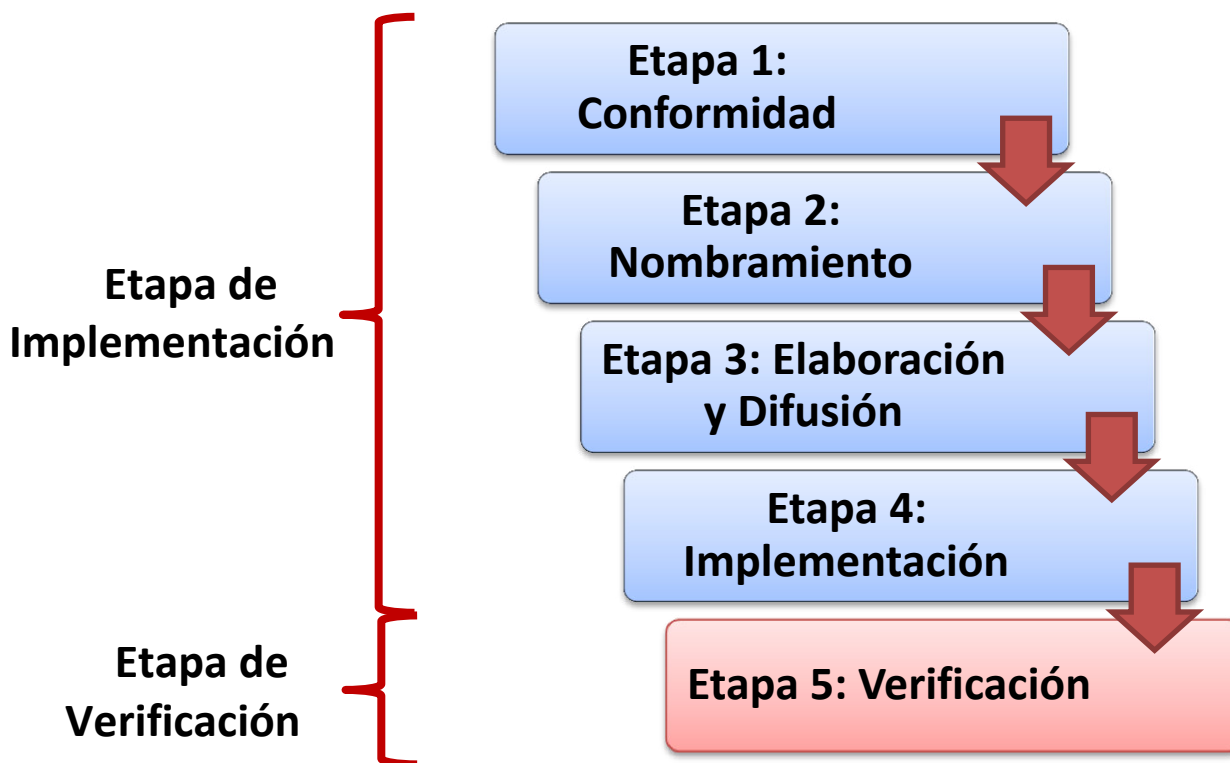 Etapa 1:
Conformidad
Etapa 2:
Nombramiento
Etapa de
Implementación
Etapa 3: Elaboración
y Difusión
Etapa 4:
Implementación
Etapa de
Verificación
Etapa 5: Verificación